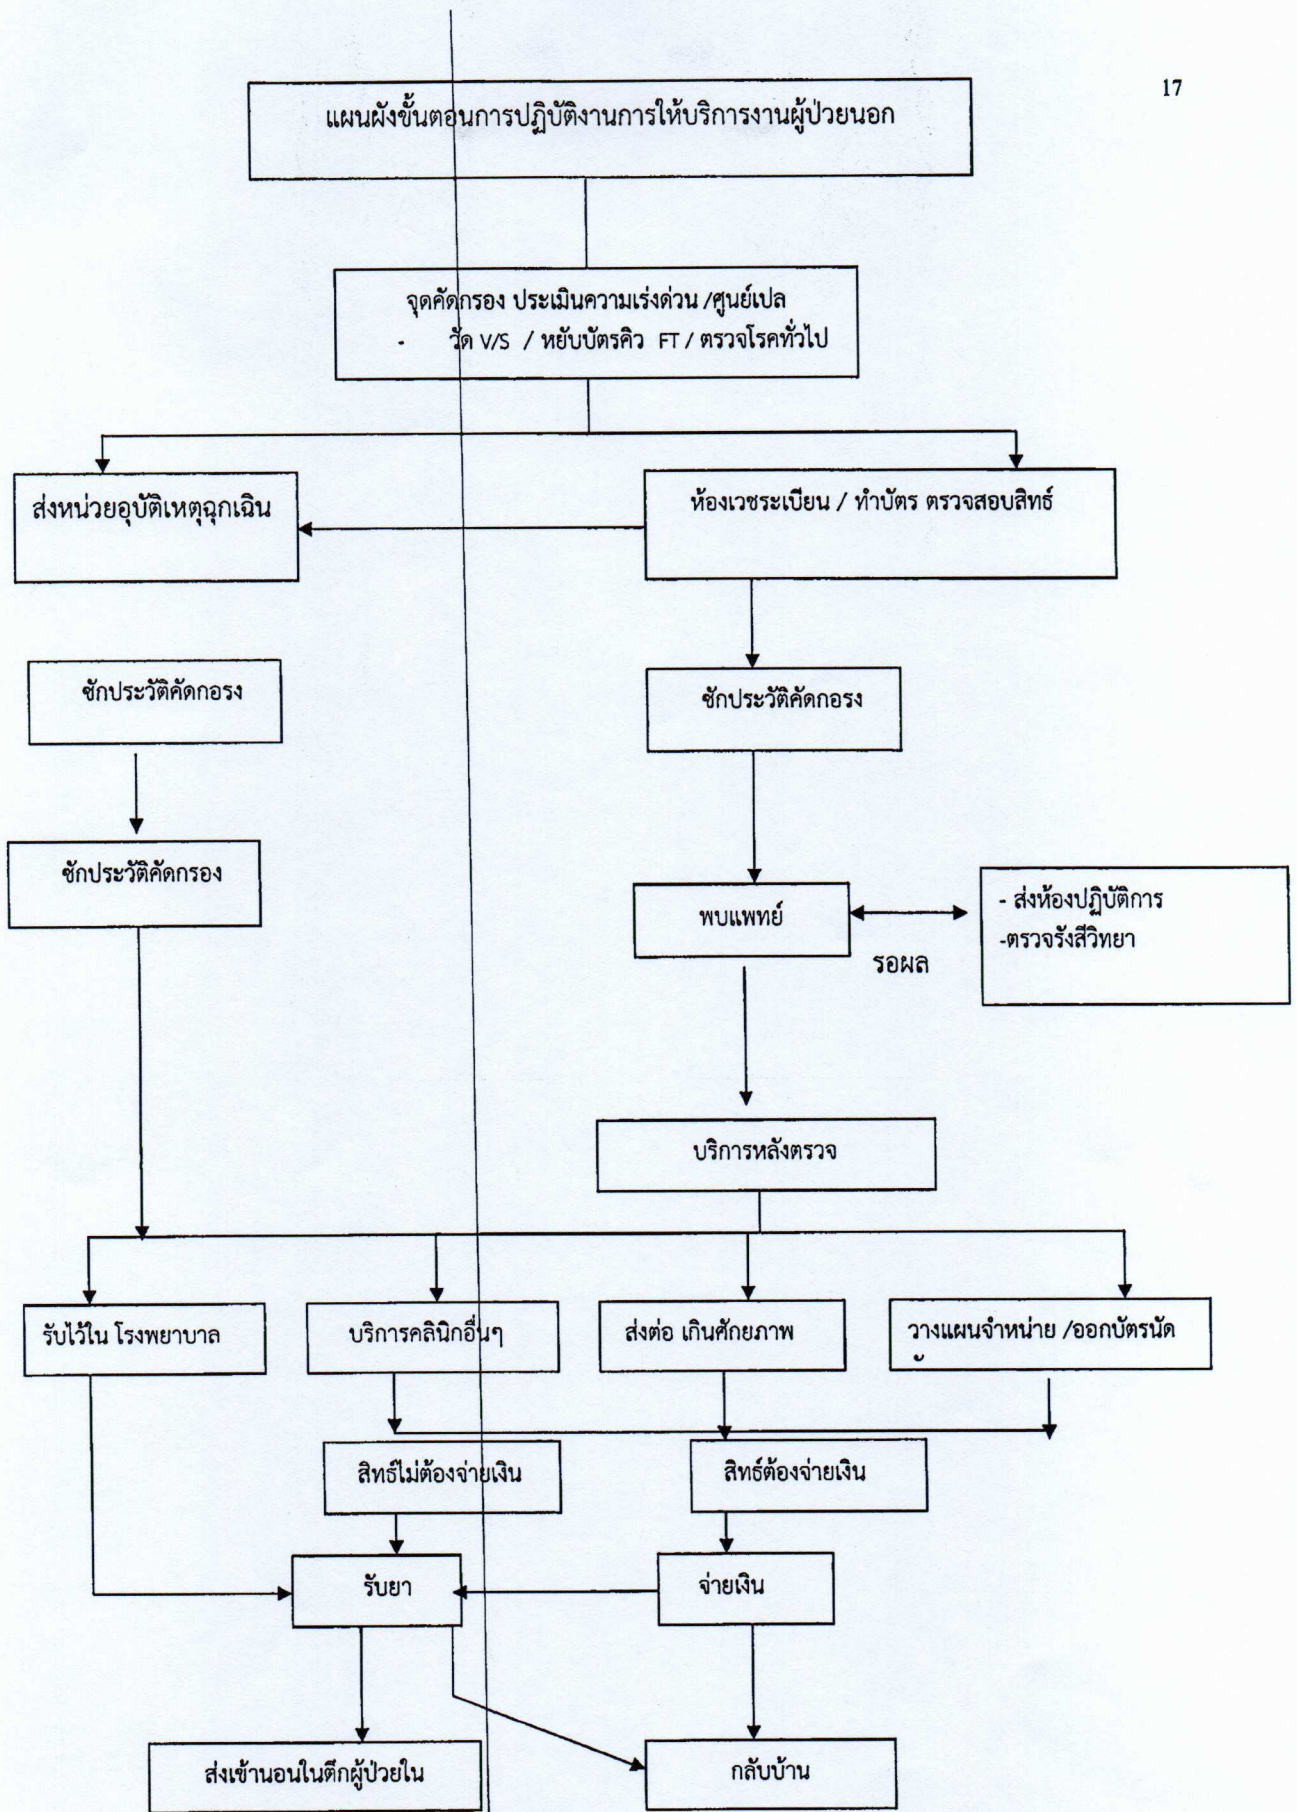 17
แผนผังขั้นตอนการปฏิบัติงานการให้บริการงานผู้ป่วยนอก
จุดคัดกรอง ประเมินความเร่งด่วน /ศูนย์เปล
- วัด V/S / หยับบัตรคิว FT / ตรวจโรคทั่วไป
ส่งหน่วยอุบัติเหตุฉุกเฉิน
ห้องเวชระเบียน / ทำบัตร ตรวจสอบสิทธ์
ซักประวัติคัดกอรง
ซักประวัติคัดกอรง
ซักประวัติคัดกรอง
พบแพทย์
รอผล
- ส่งห้องปฏิบัติการ
-ตรวจรังสีวิทยา
บริการหลังตรวจ
รับไว้ใน โรงพยาบาล
บริการคลินิกอื่นๆ
ส่งต่อ เกินศักยภาพ
วางแผนจำหน่าย /ออกบัตรนัด
สิทธ์ไม่ต้องจ่ายเงิน
สิทธ์ต้องจ่ายเงิน
รับยา
จ่ายเงิน
ส่งเข้านอนในตึกผู้ป่วยใน
กลับบ้าน